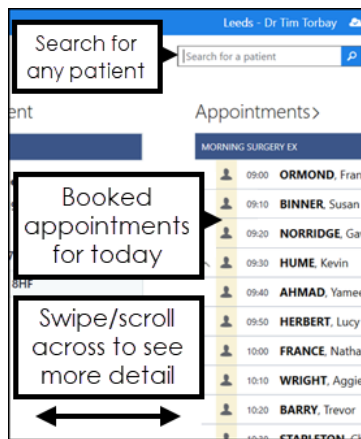 Leeds - Dr Tim Torbay
Search for
any patient
Search for a patient
ent
Appointments>
MORNING SURGERY EX
09:00 ORMOND, Fran
09:10 BINNER, Susan
Booked
appointments
for today
09:20 NORRIDGE, Ga
09:30 HUME, Kevin
8HF
09:40 AHMAD, Yamee
Swipe/scroll
across to see
more detail
09:50 HERBERT, Lucy
10:00 FRANCE, Natha
10:10 WRIGHT, Aggie
10:20 BARRY, Trevor